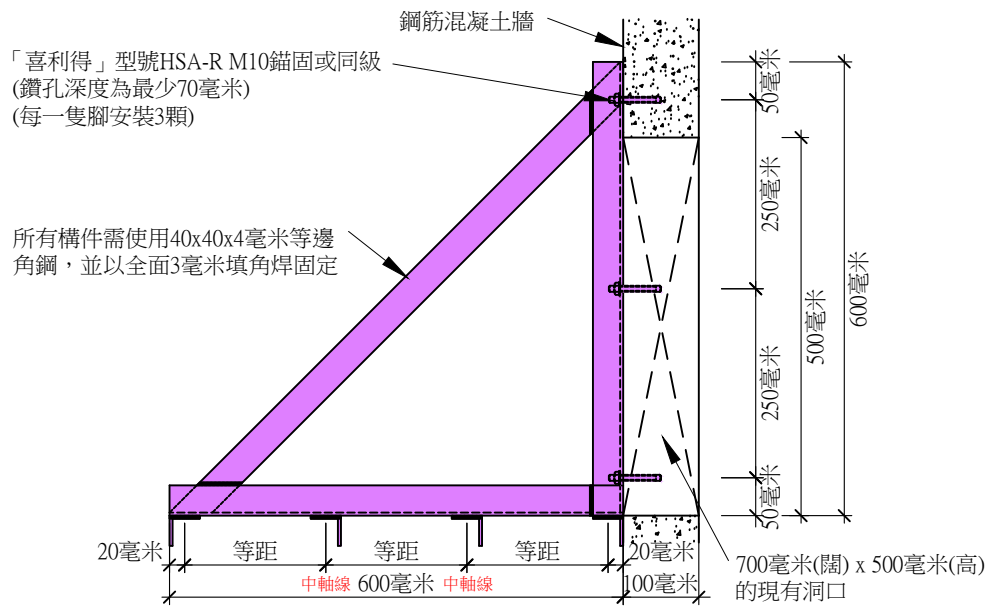 鋼筋混凝土牆
「喜利得」型號HSA-R M10錨固或同級
(鑽孔深度為最少70毫米)
(每一隻腳安裝3顆)
所有構件需使用40x40x4毫米等邊
角鋼，並以全面3毫米填角焊固定
50毫米
250毫米
250毫米
50毫米
500毫米
600毫米
20毫米
等距
等距
等距
20毫米
中軸線
600毫米
中軸線
100毫米
700毫米(闊) x 500毫米(高)
的現有洞口